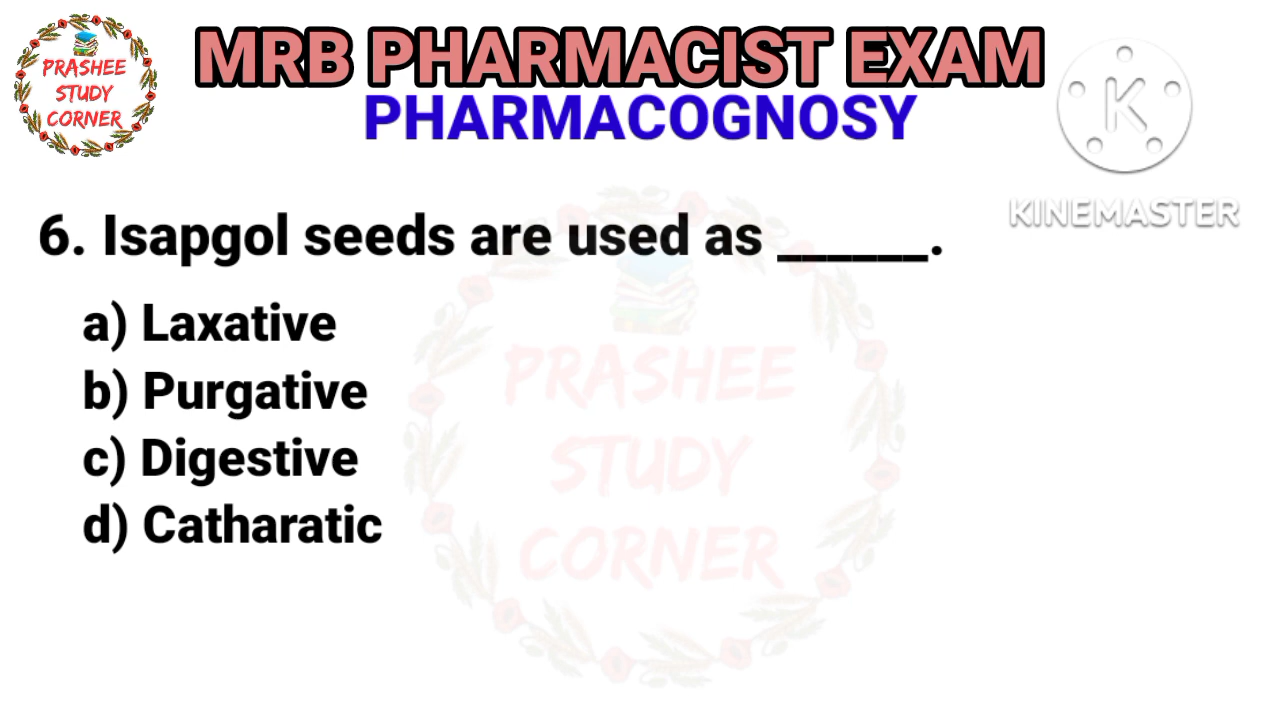 PRASHEE
STUDY
CORNER
MRB PHARMACIST EXAM
PHARMACOGNOSY
K
KINEMASTER
6. Isapgol seeds are used as ______.
a) Laxative
b) Purgative
c) Digestive
d) Catharatic
PRASHEE
STUDY
CORNER